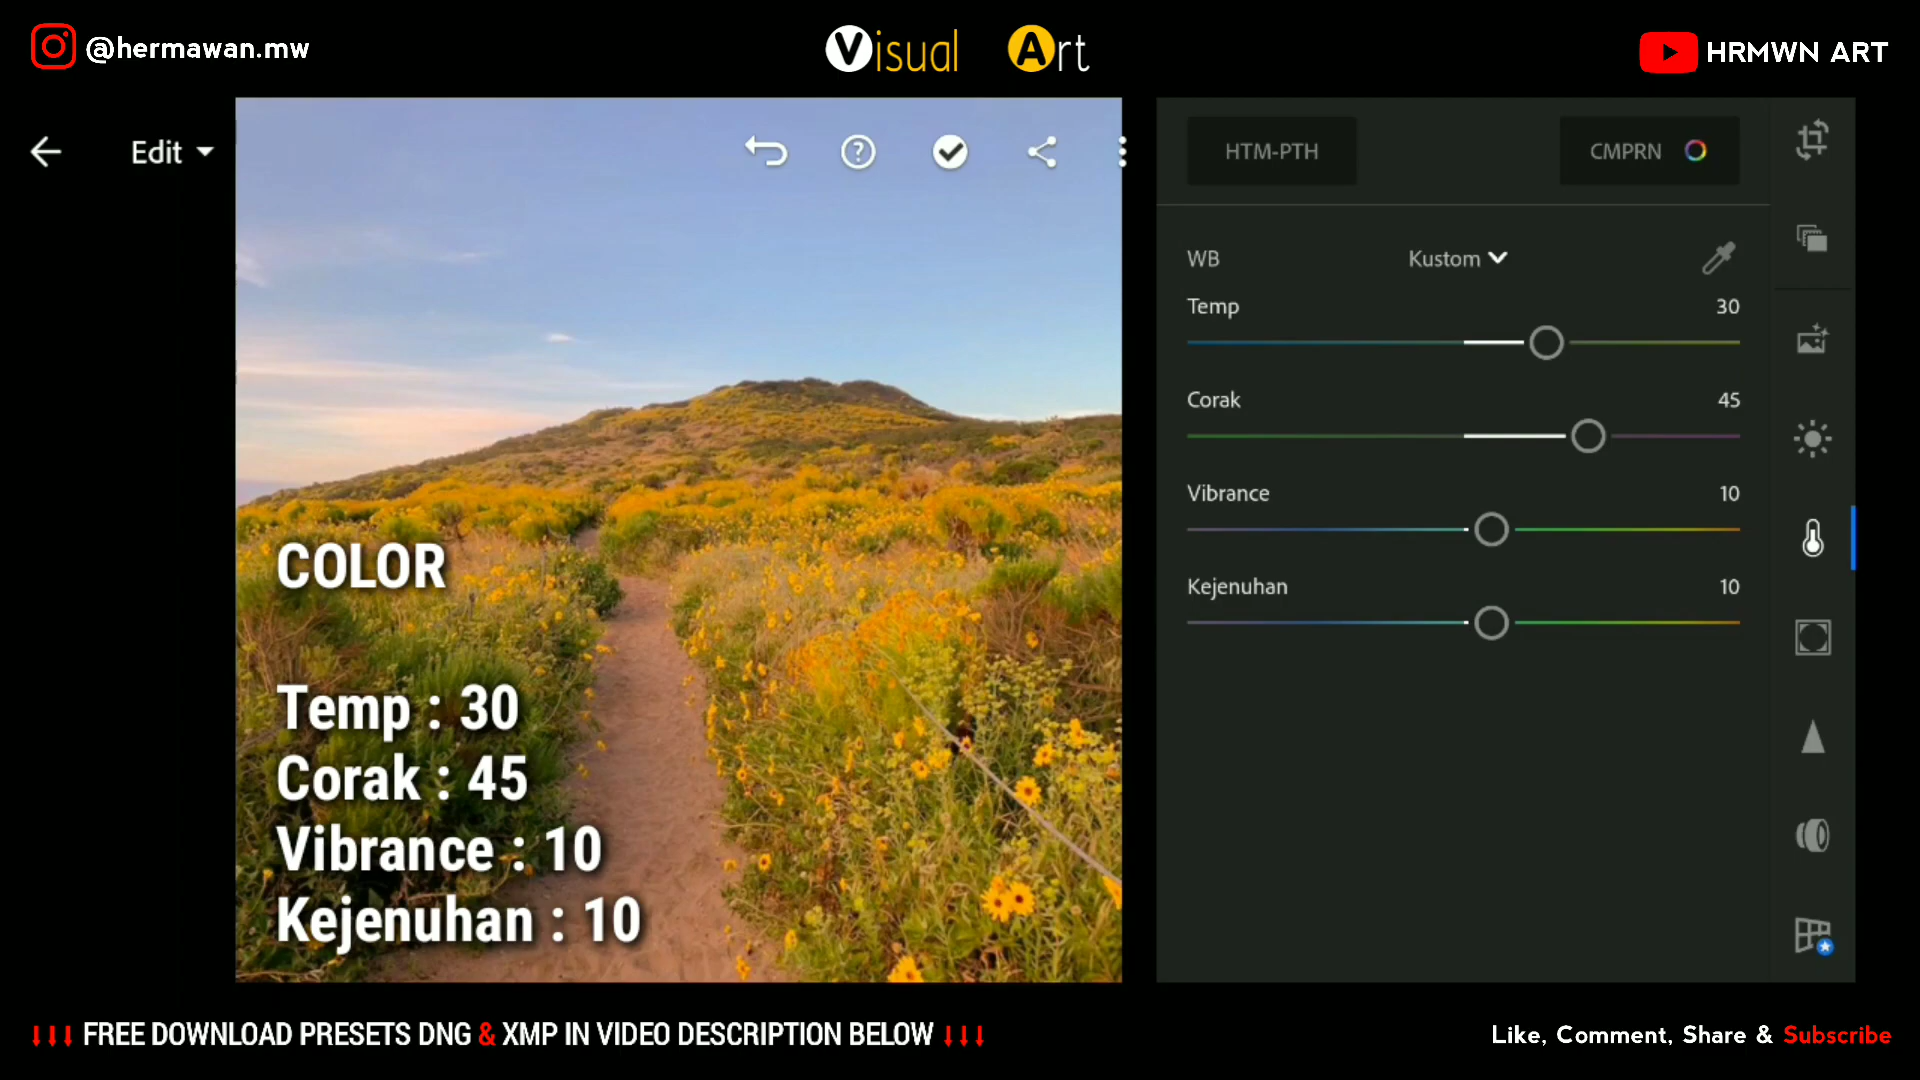 @hermawan.mw
Visual Art
HRMWN ART
Edit
HTM-PTH
CMPRN
WB
Kustom
Temp 30
Corak 45
Vibrance 10
Kejenuhan 10
COLOR
Temp : 30
Corak : 45
Vibrance : 10
Kejenuhan : 10
↓↓↓ FREE DOWNLOAD PRESETS DNG & XMP IN VIDEO DESCRIPTION BELOW ↓↓↓
Like, Comment, Share & Subscribe